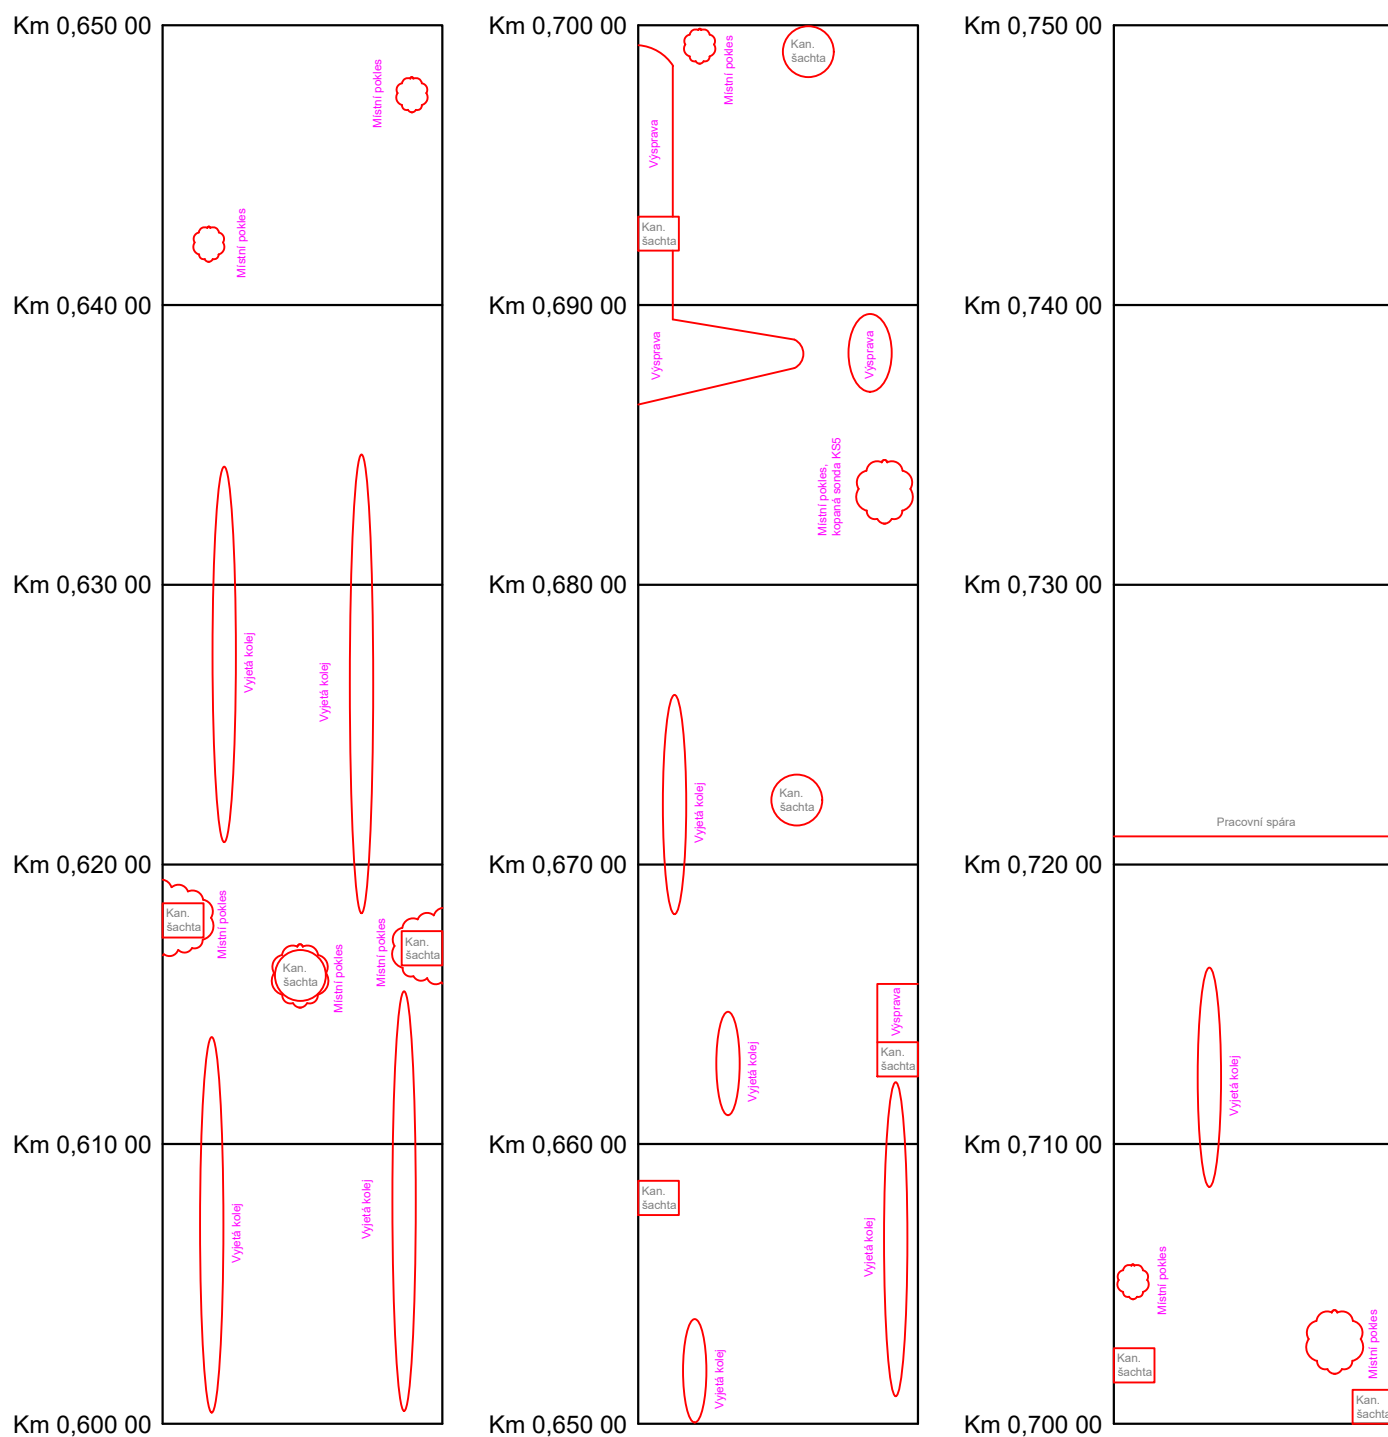 Km 0,650 00
Místní pokles
Místní pokles
Km 0,640 00
Km 0,630 00
Vyjetá kolej
Vyjetá kolej
Km 0,620 00
Kan.
šachta
Místní pokles
Kan.
šachta
Místní pokles
Místní pokles
Kan.
šachta
Km 0,610 00
Vyjetá kolej
Vyjetá kolej
Km 0,600 00
Km 0,700 00
Místní pokles
Kan.
šachta
Výsprava
Kan.
šachta
Km 0,690 00
Výsprava
Výsprava
Místní pokles,
kopaná sonda KS5
Km 0,680 00
Vyjetá kolej
Kan.
šachta
Km 0,670 00
Výsprava
Kan.
šachta
Vyjetá kolej
Km 0,660 00
Kan.
šachta
Vyjetá kolej
Vyjetá kolej
Km 0,650 00
Km 0,750 00
Km 0,740 00
Km 0,730 00
Pracovní spára
Km 0,720 00
Vyjetá kolej
Km 0,710 00
Místní pokles
Místní pokles
Kan.
šachta
Kan.
šachta
Km 0,700 00